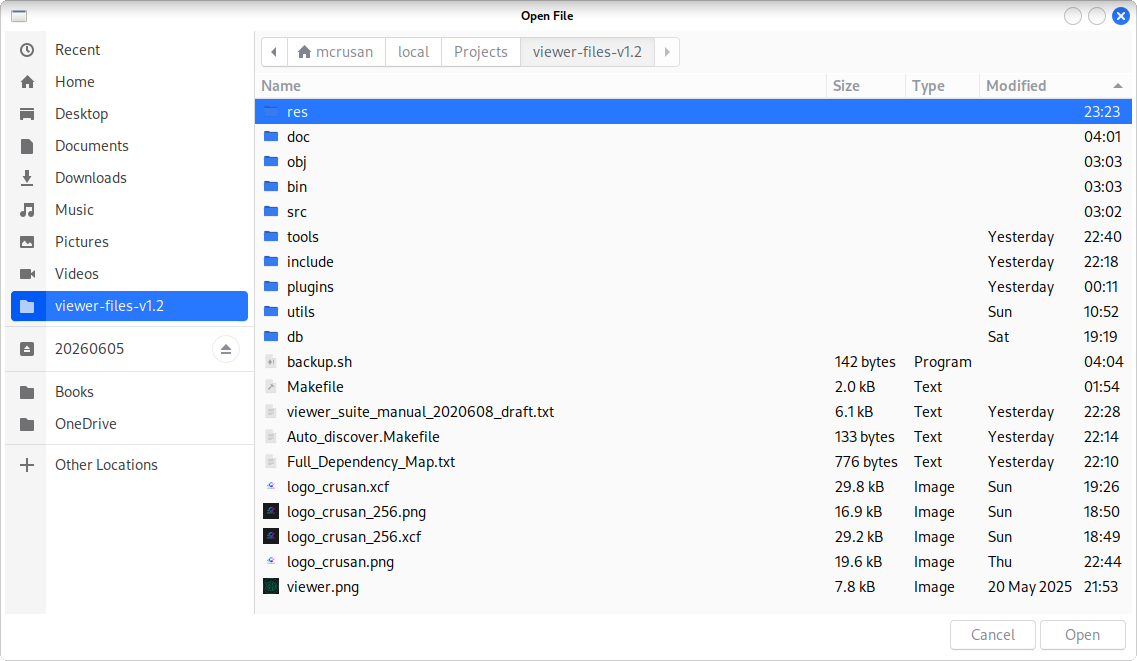 Open File
Recent
Home
Desktop
Documents
Downloads
Music
Pictures
Videos
viewer-files-v1.2
20260605
Books
OneDrive
Other Locations
mcrusan local Projects viewer-files-v1.2
Name Size Type Modified
res 23:23
doc 04:01
obj 03:03
bin 03:03
src 03:02
tools Yesterday 22:40
include Yesterday 22:18
plugins Yesterday 00:11
utils Sun 10:52
db Sat 19:19
backup.sh 142 bytes Program 04:04
Makefile 2.0 kB Text 01:54
viewer_suite_manual_2020608_draft.txt 6.1 kB Text Yesterday 22:28
Auto_discover.Makefile 133 bytes Text Yesterday 22:14
Full_Dependency_Map.txt 776 bytes Text Yesterday 22:10
logo_crusan.xcf 29.8 kB Image Sun 19:26
logo_crusan_256.png 16.9 kB Image Sun 18:50
logo_crusan_256.xcf 29.2 kB Image Sun 18:49
logo_crusan.png 19.6 kB Image Thu 22:44
viewer.png 7.8 kB Image 20 May 2025 21:53
Cancel Open